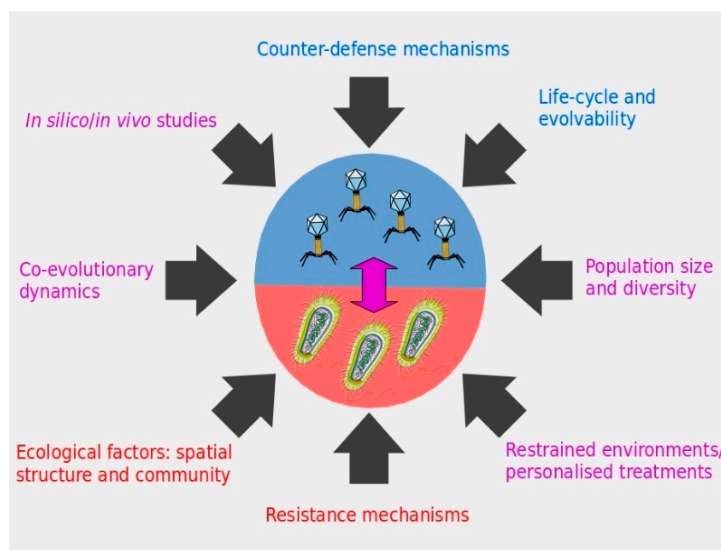 Counter-defense mechanisms
In silico/in vivo studies
Life-cycle and
evolvability
Co-evolutionary
dynamics
Population size
and diversity
Ecological factors: spatial
structure and community
Restrained environments/
personalised treatments
Resistance mechanisms